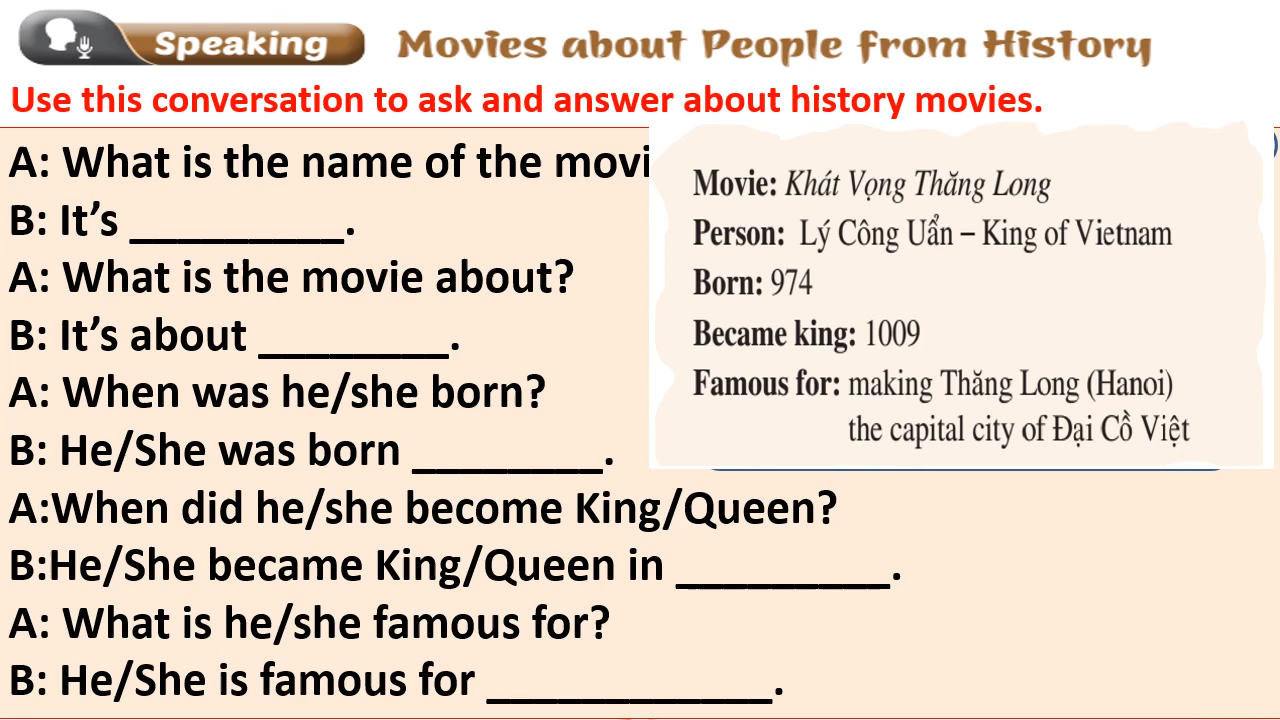 Speaking
Movies about People from History
Use this conversation to ask and answer about history movies.
A: What is the name of the movi
B: It’s _________.
A: What is the movie about?
B: It’s about ________.
A: When was he/she born?
B: He/She was born ________.
A:When did he/she become King/Queen?
B:He/She became King/Queen in _________.
A: What is he/she famous for?
B: He/She is famous for ____________.
Movie: Khát Vọng Thăng Long
Person: Lý Công Uẩn – King of Vietnam
Born: 974
Became king: 1009
Famous for: making Thăng Long (Hanoi)
the capital city of Đại Cồ Việt